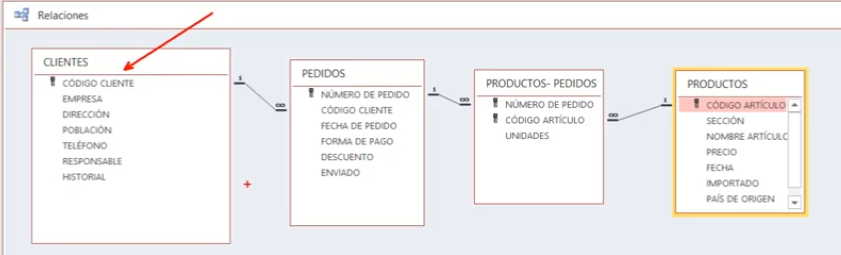 Relaciones
CLIENTES
CÓDIGO CLIENTE
EMPRESA
DIRECCIÓN
POBLACIÓN
TELÉFONO
RESPONSABLE
HISTORIAL
1
∞
PEDIDOS
NÚMERO DE PEDIDO
CÓDIGO CLIENTE
FECHA DE PEDIDO
FORMA DE PAGO
DESCUENTO
ENVIADO
1
∞
PRODUCTOS- PEDIDOS
NÚMERO DE PEDIDO
CÓDIGO ARTÍCULO
UNIDADES
∞
1
PRODUCTOS
CÓDIGO ARTÍCULO
SECCIÓN
NOMBRE ARTÍCULO
PRECIO
FECHA
IMPORTADO
PAÍS DE ORIGEN